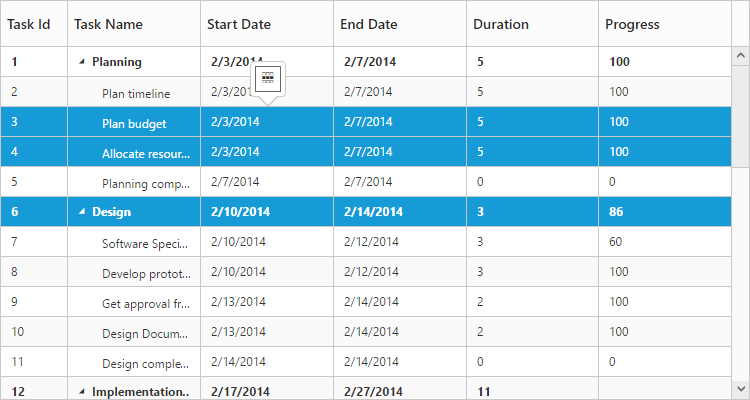 Task Id Task Name Start Date End Date Duration Progress
1 Planning 2/3/2014 2/7/2014 5 100
2 Plan timeline 2/3/201 2/7/2014 5 100
3 Plan budget 2/3/2014 2/7/2014 5 100
4 Allocate resour... 2/3/2014 2/7/2014 5 100
5 Planning comp... 2/7/2014 2/7/2014 0 0
6 Design 2/10/2014 2/14/2014 3 86
7 Software Speci... 2/10/2014 2/12/2014 3 60
8 Develop protot... 2/10/2014 2/12/2014 3 100
9 Get approval fr... 2/13/2014 2/14/2014 2 100
10 Design Docum... 2/13/2014 2/14/2014 2 100
11 Design comple... 2/14/2014 2/14/2014 0 0
12 Implementation.. 2/17/2014 2/27/2014 11